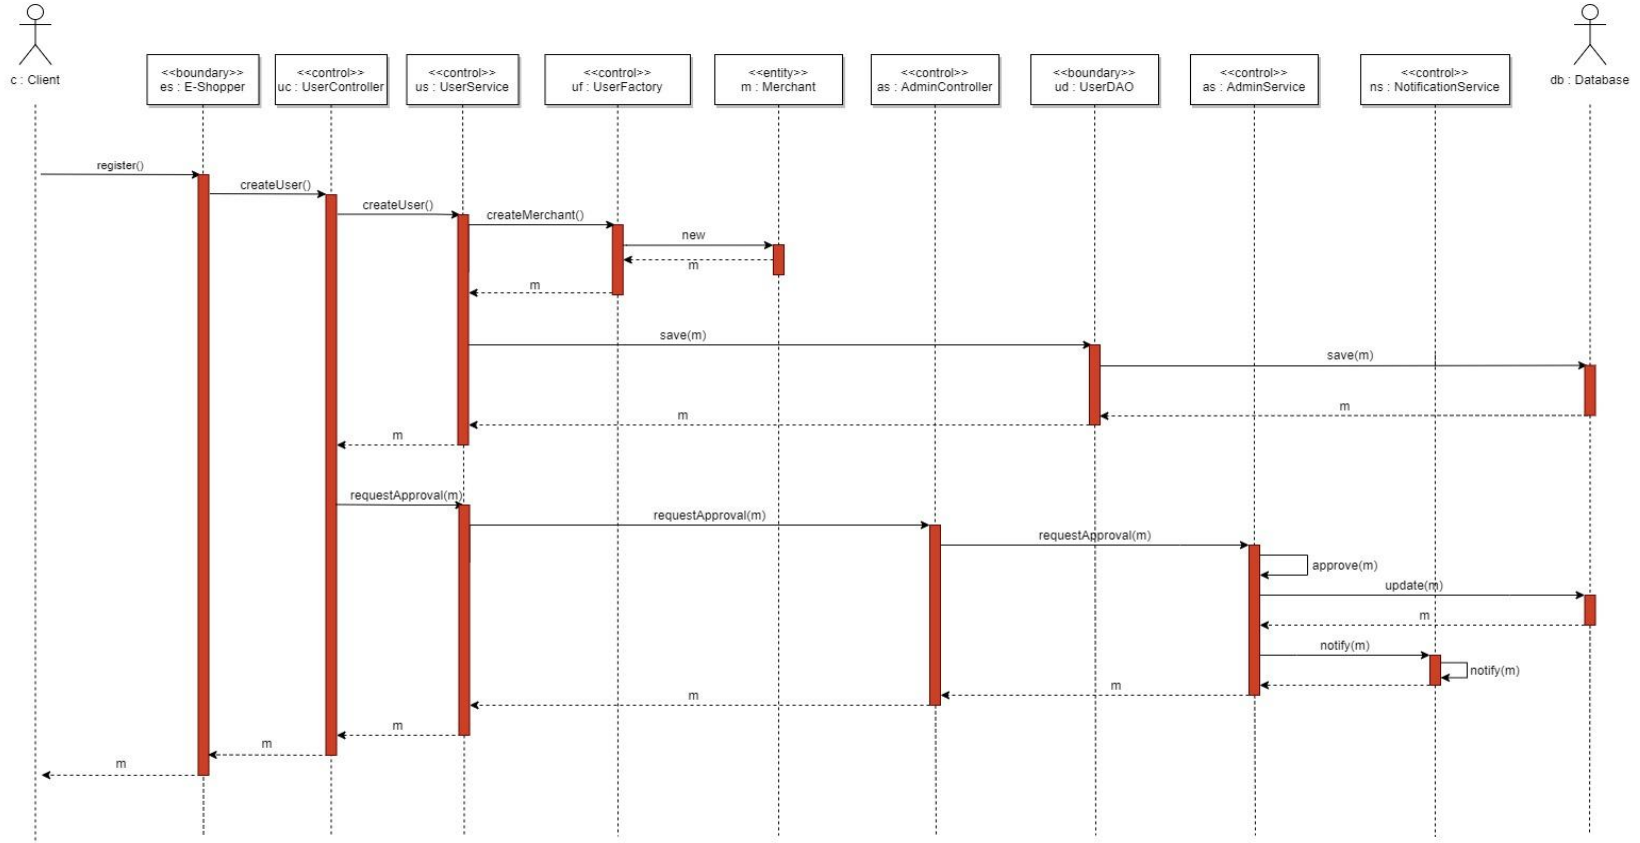 c : Client
<<boundary>>
es : E-Shopper
<<control>>
uc : UserController
<<control>>
us : UserService
<<control>>
uf : UserFactory
<<entity>>
m : Merchant
<<control>>
as : AdminController
<<boundary>>
ud : UserDAO
<<control>>
as : AdminService
<<control>>
ns : NotificationService
db : Database
register()
createUser()
createUser()
createMerchant()
new
m
m
save(m)
save(m)
m
m
m
requestApproval(m)
requestApproval(m)
requestApproval(m)
approve(m)
update(m)
m
notify(m)
notify(m)
m
m
m
m
m